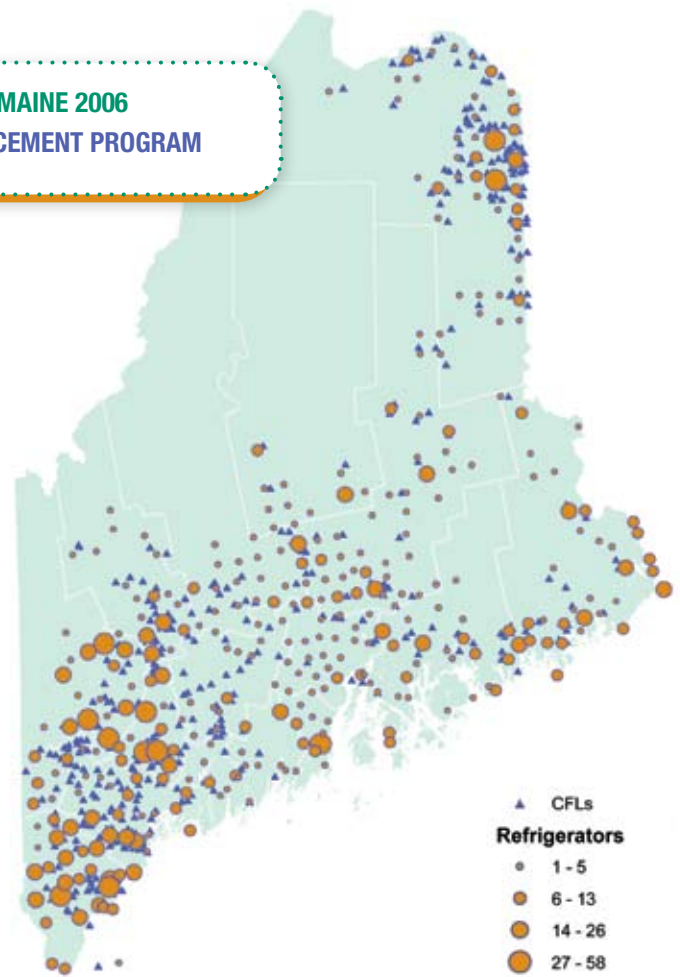 MAINE 2006
CEMENT PROGRAM
CFLs
Refrigerators
1 - 5
6 - 13
14 - 26
27 - 58